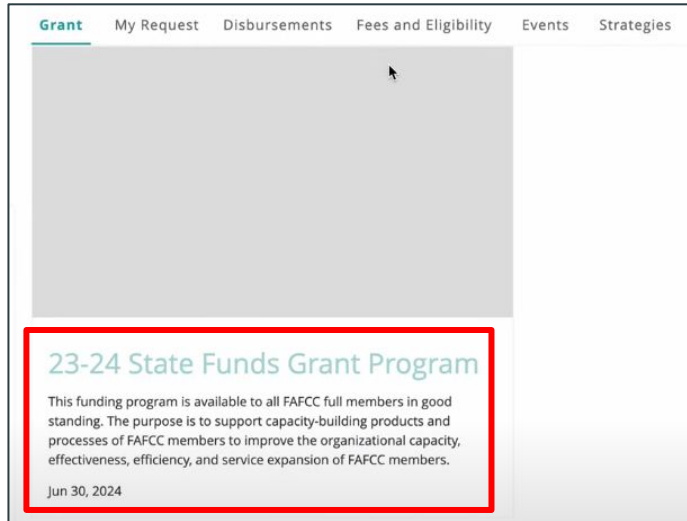 Grant My Request Disbursements Fees and Eligibility Events Strategies
23-24 State Funds Grant Program
This funding program is available to all FAFCC full members in good
standing. The purpose is to support capacity-building products and
processes of FAFCC members to improve the organizational capacity,
effectiveness, efficiency, and service expansion of FAFCC members.
Jun 30, 2024